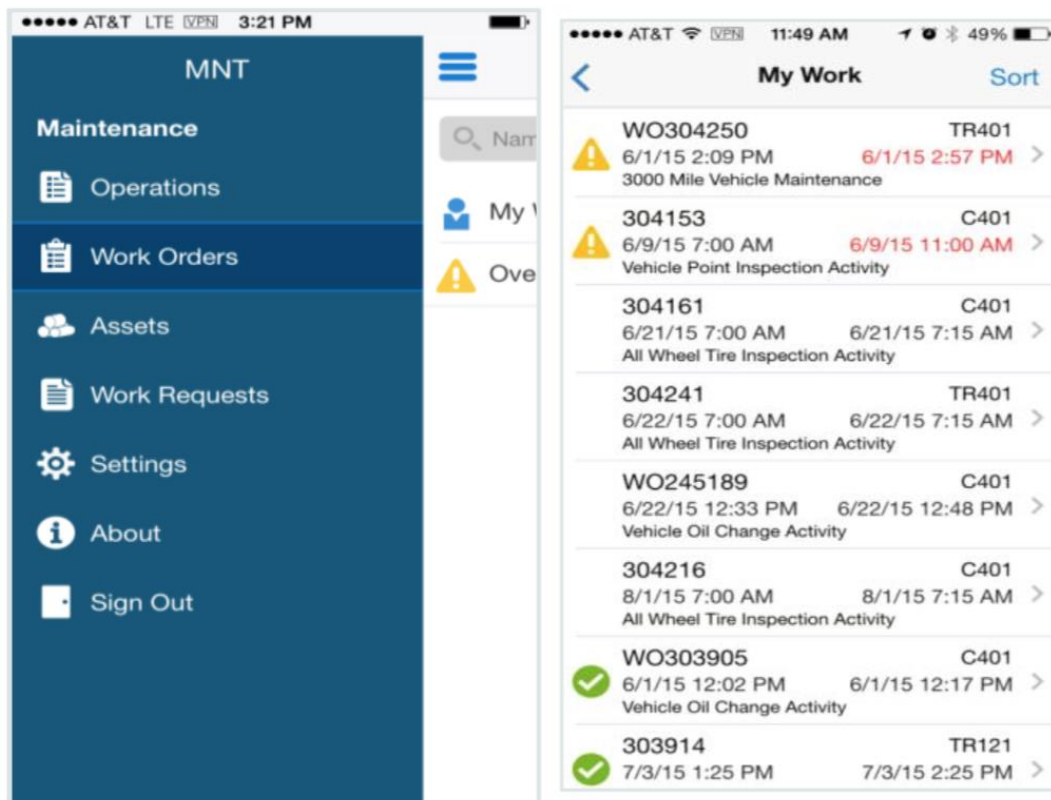 AT&T LTE VPN 3:21 PM
MNT
Maintenance
Operations
Work Orders
Assets
Work Requests
Settings
About
Sign Out
Nam
My
Ove
AT&T VPN 11:49 AM 49%
My Work Sort
WO304250 TR401
6/1/15 2:09 PM 6/1/15 2:57 PM
3000 Mile Vehicle Maintenance
304153 C401
6/9/15 7:00 AM 6/9/15 11:00 AM
Vehicle Point Inspection Activity
304161 C401
6/21/15 7:00 AM 6/21/15 7:15 AM
All Wheel Tire Inspection Activity
304241 TR401
6/22/15 7:00 AM 6/22/15 7:15 AM
All Wheel Tire Inspection Activity
WO245189 C401
6/22/15 12:33 PM 6/22/15 12:48 PM
Vehicle Oil Change Activity
304216 C401
8/1/15 7:00 AM 8/1/15 7:15 AM
All Wheel Tire Inspection Activity
WO303905 C401
6/1/15 12:02 PM 6/1/15 12:17 PM
Vehicle Oil Change Activity
303914 TR121
7/3/15 1:25 PM 7/3/15 2:25 PM